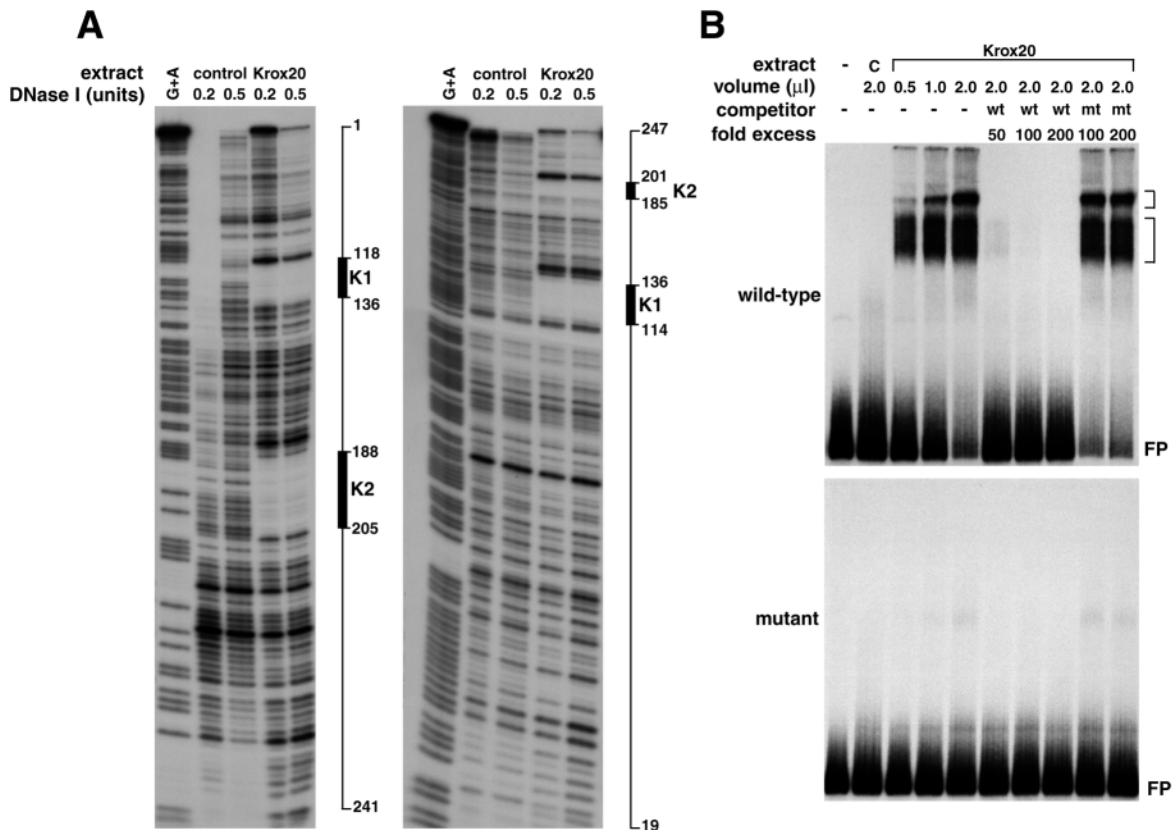 A
extract G+A control Krox20 G+A control Krox20
DNase I (units) 0.2 0.5 0.2 0.5 0.2 0.5 0.2 0.5
1
118
K1
136
188
K2
205
241
247
201
K2
185
136
K1
114
19
B
Krox20
extract - C
volume (μl) 2.0 0.5 1.0 2.0 2.0 2.0 2.0 2.0 2.0
competitor - - - - - wt wt wt mt mt
fold excess 50 100 200 100 200
wild-type
FP
mutant
FP